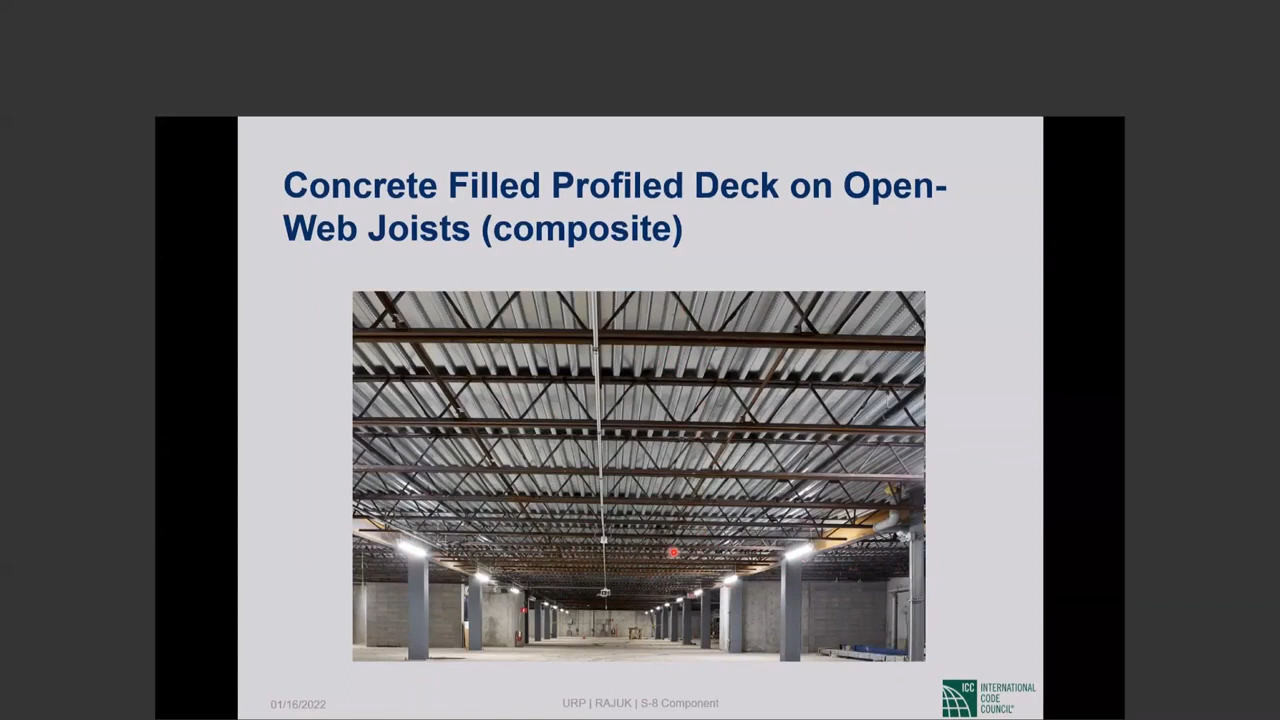 Concrete Filled Profiled Deck on Open-
Web Joists (composite)
01/16/2022
URP | RAJUK | S-8 Component
ICC
INTERNATIONAL
CODE
COUNCIL®